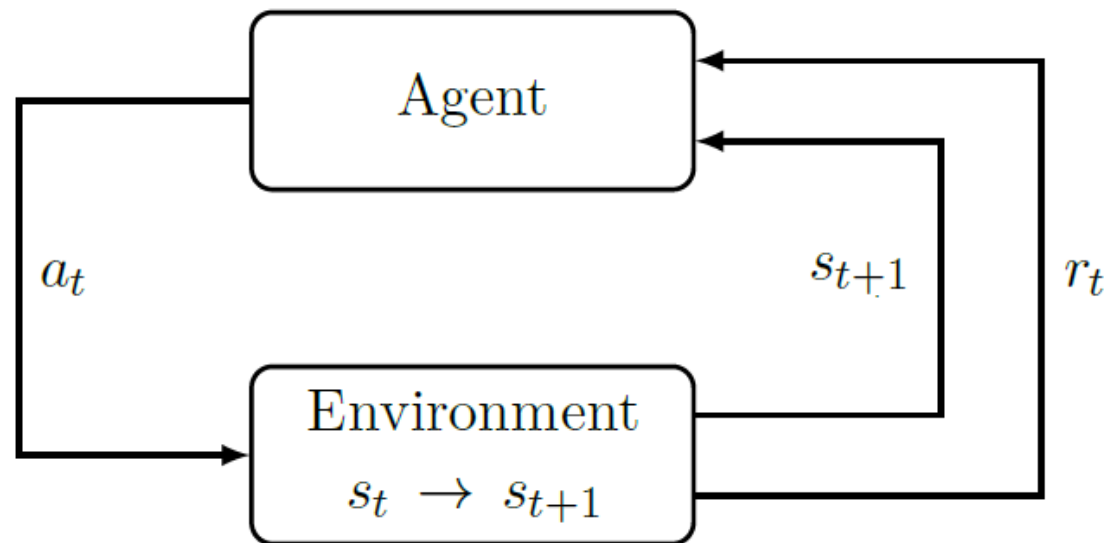 Agent
a_t
s_{t+1}
r_t
Environment
s_t → s_{t+1}